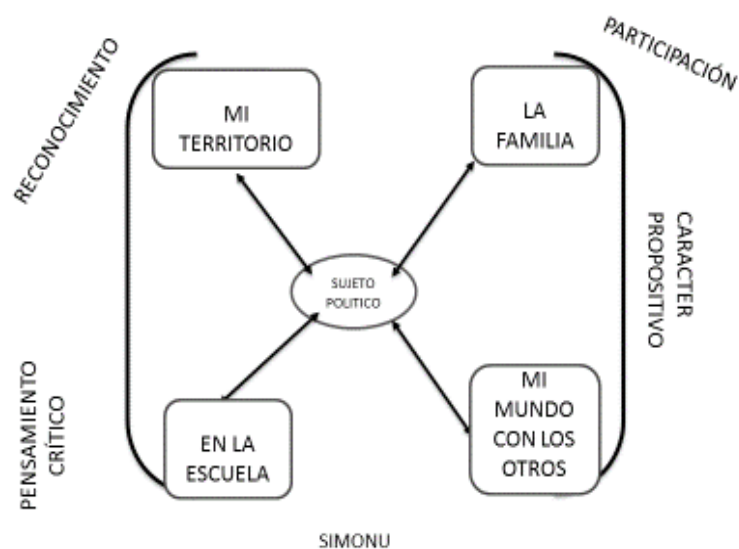 RECONOCIMIENTO
PARTICIPACIÓN
MI
TERRITORIO
LA
FAMILIA
CARACTER
PROPOSITIVO
SUJETO
POLITICO
PENSAMIENTO
CRÍTICO
EN LA
ESCUELA
MI
MUNDO
CON LOS
OTROS
SIMONU